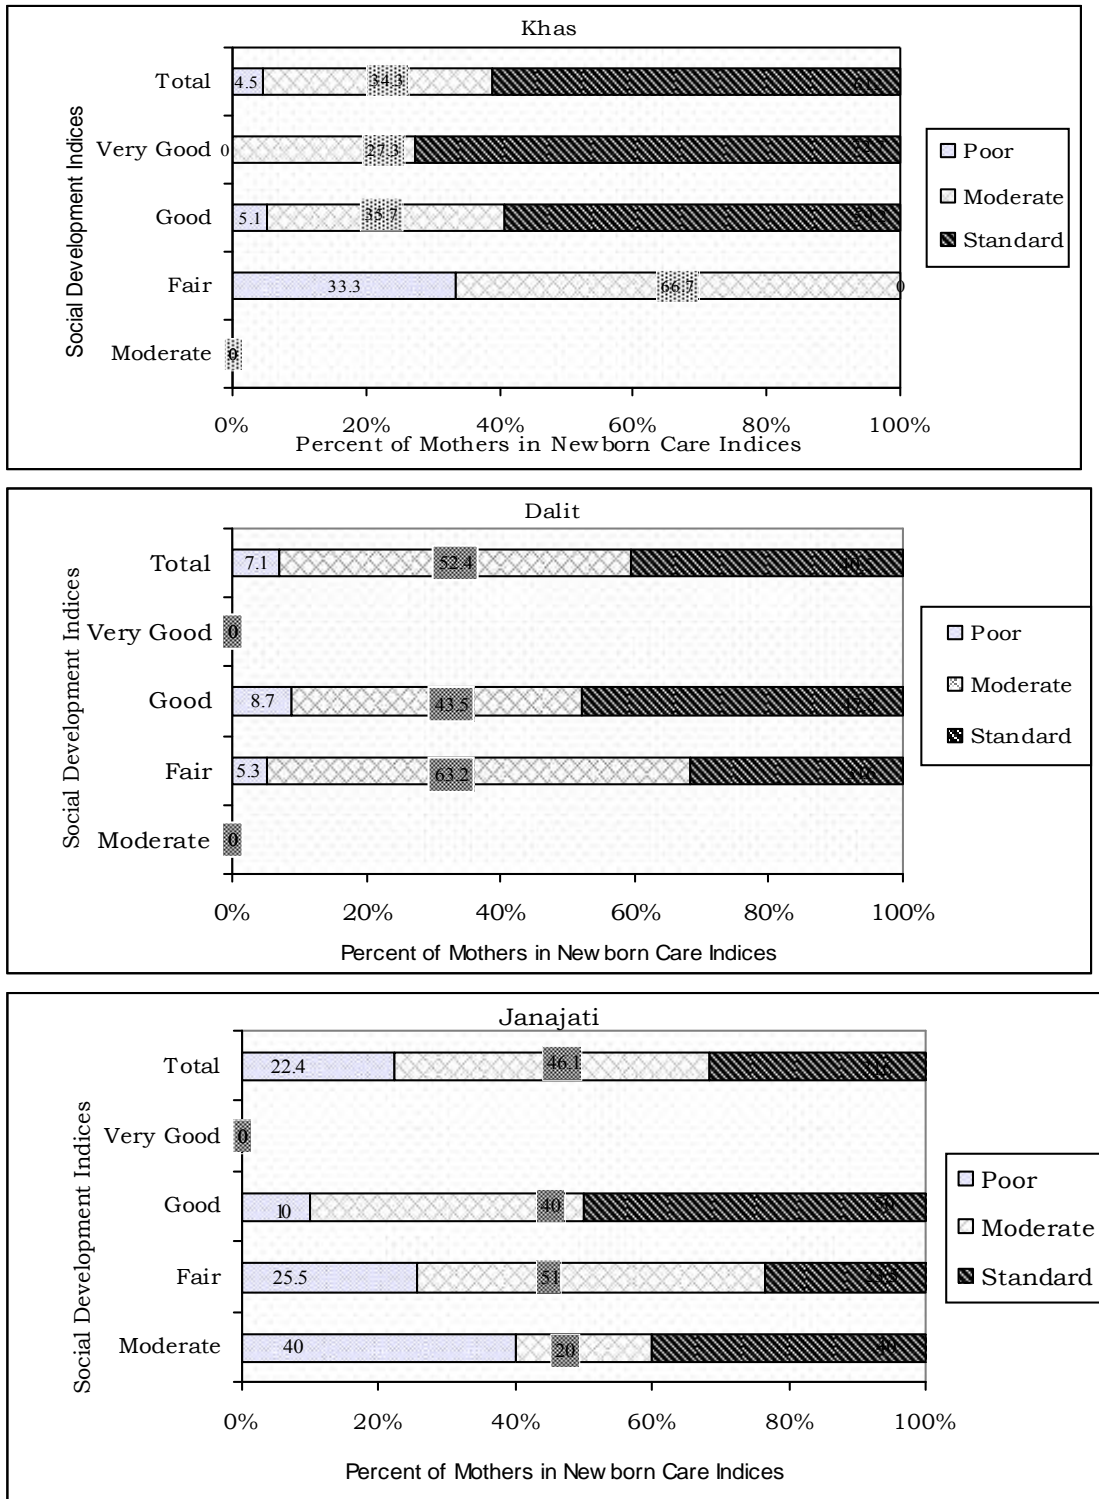 Khas
Social Development Indices
Total 4.5 34.3
Very Good 0 27.3 72.7
Good 5.1 35.7
Fair 33.3 66.7 0
Moderate 0
0% 20% 40% 60% 80% 100%
Percent of Mothers in Newborn Care Indices
Poor
Moderate
Standard
Dalit
Social Development Indices
Total 7.1 52.4
Very Good 0
Good 8.7 43.5
Fair 5.3 63.2
Moderate 0
0% 20% 40% 60% 80% 100%
Percent of Mothers in Newborn Care Indices
Poor
Moderate
Standard
Janajati
Social Development Indices
Total 22.4 46.1
Very Good 0
Good 10 40 50
Fair 25.5 51
Moderate 40 20 40
0% 20% 40% 60% 80% 100%
Percent of Mothers in Newborn Care Indices
Poor
Moderate
Standard